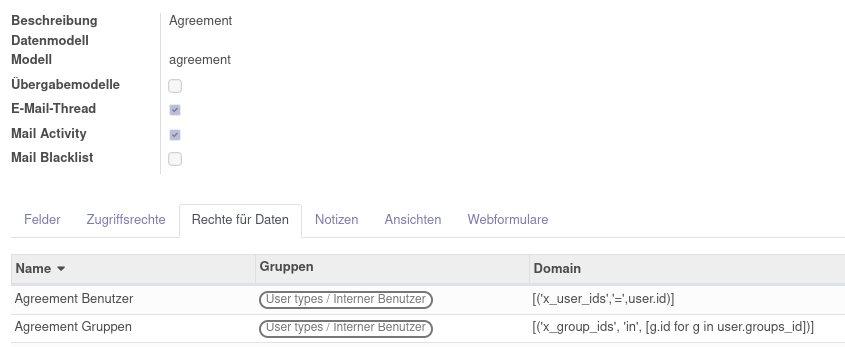 Beschreibung Agreement
Datenmodell
Modell agreement
Übergabemodelle
E-Mail-Thread
Mail Activity
Mail Blacklist
Felder Zugriffsrechte Rechte für Daten Notizen Ansichten Webformulare
Name Gruppen Domain
Agreement Benutzer User types / Interner Benutzer [('x_user_ids','=',user.id)]
Agreement Gruppen User types / Interner Benutzer [('x_group_ids', 'in', [g.id for g in user.groups_id])]